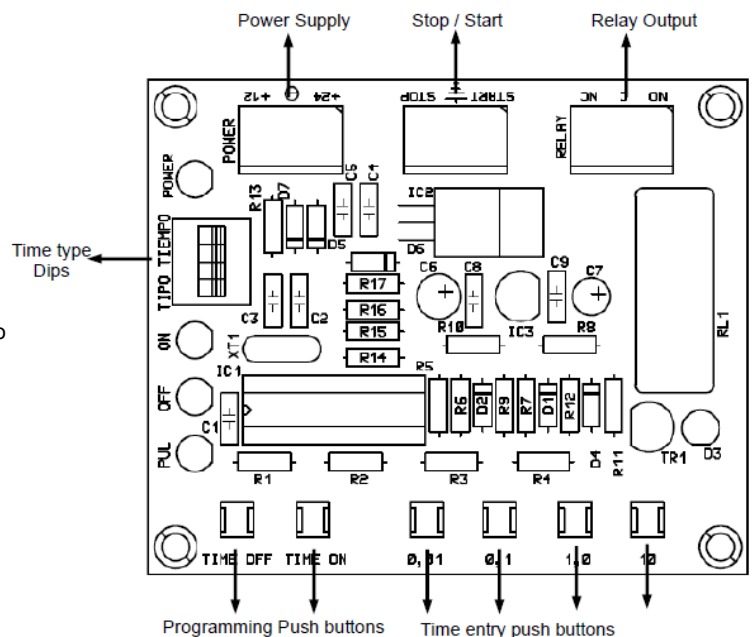 Power Supply
Stop / Start
Relay Output
+12
+24
STOP
START
NC
C
NO
POWER
RELAY
POWER
C5
C4
IC2
R13
D7
D5
D6
TIPO TIEMPO
Time type
Dips
R17
C6
C8
C9
C7
C3
C2
R16
R10
IC3
R8
RL1
R15
ON
XT1
R14
IC1
R5
OFF
C1
R6
D2
R9
R7
D1
R12
D4
R11
TR1
D3
PUL
R1
R2
R3
R4
TIME OFF
TIME ON
0,01
0,1
1,0
10
Programming Push buttons
Time entry push buttons
o